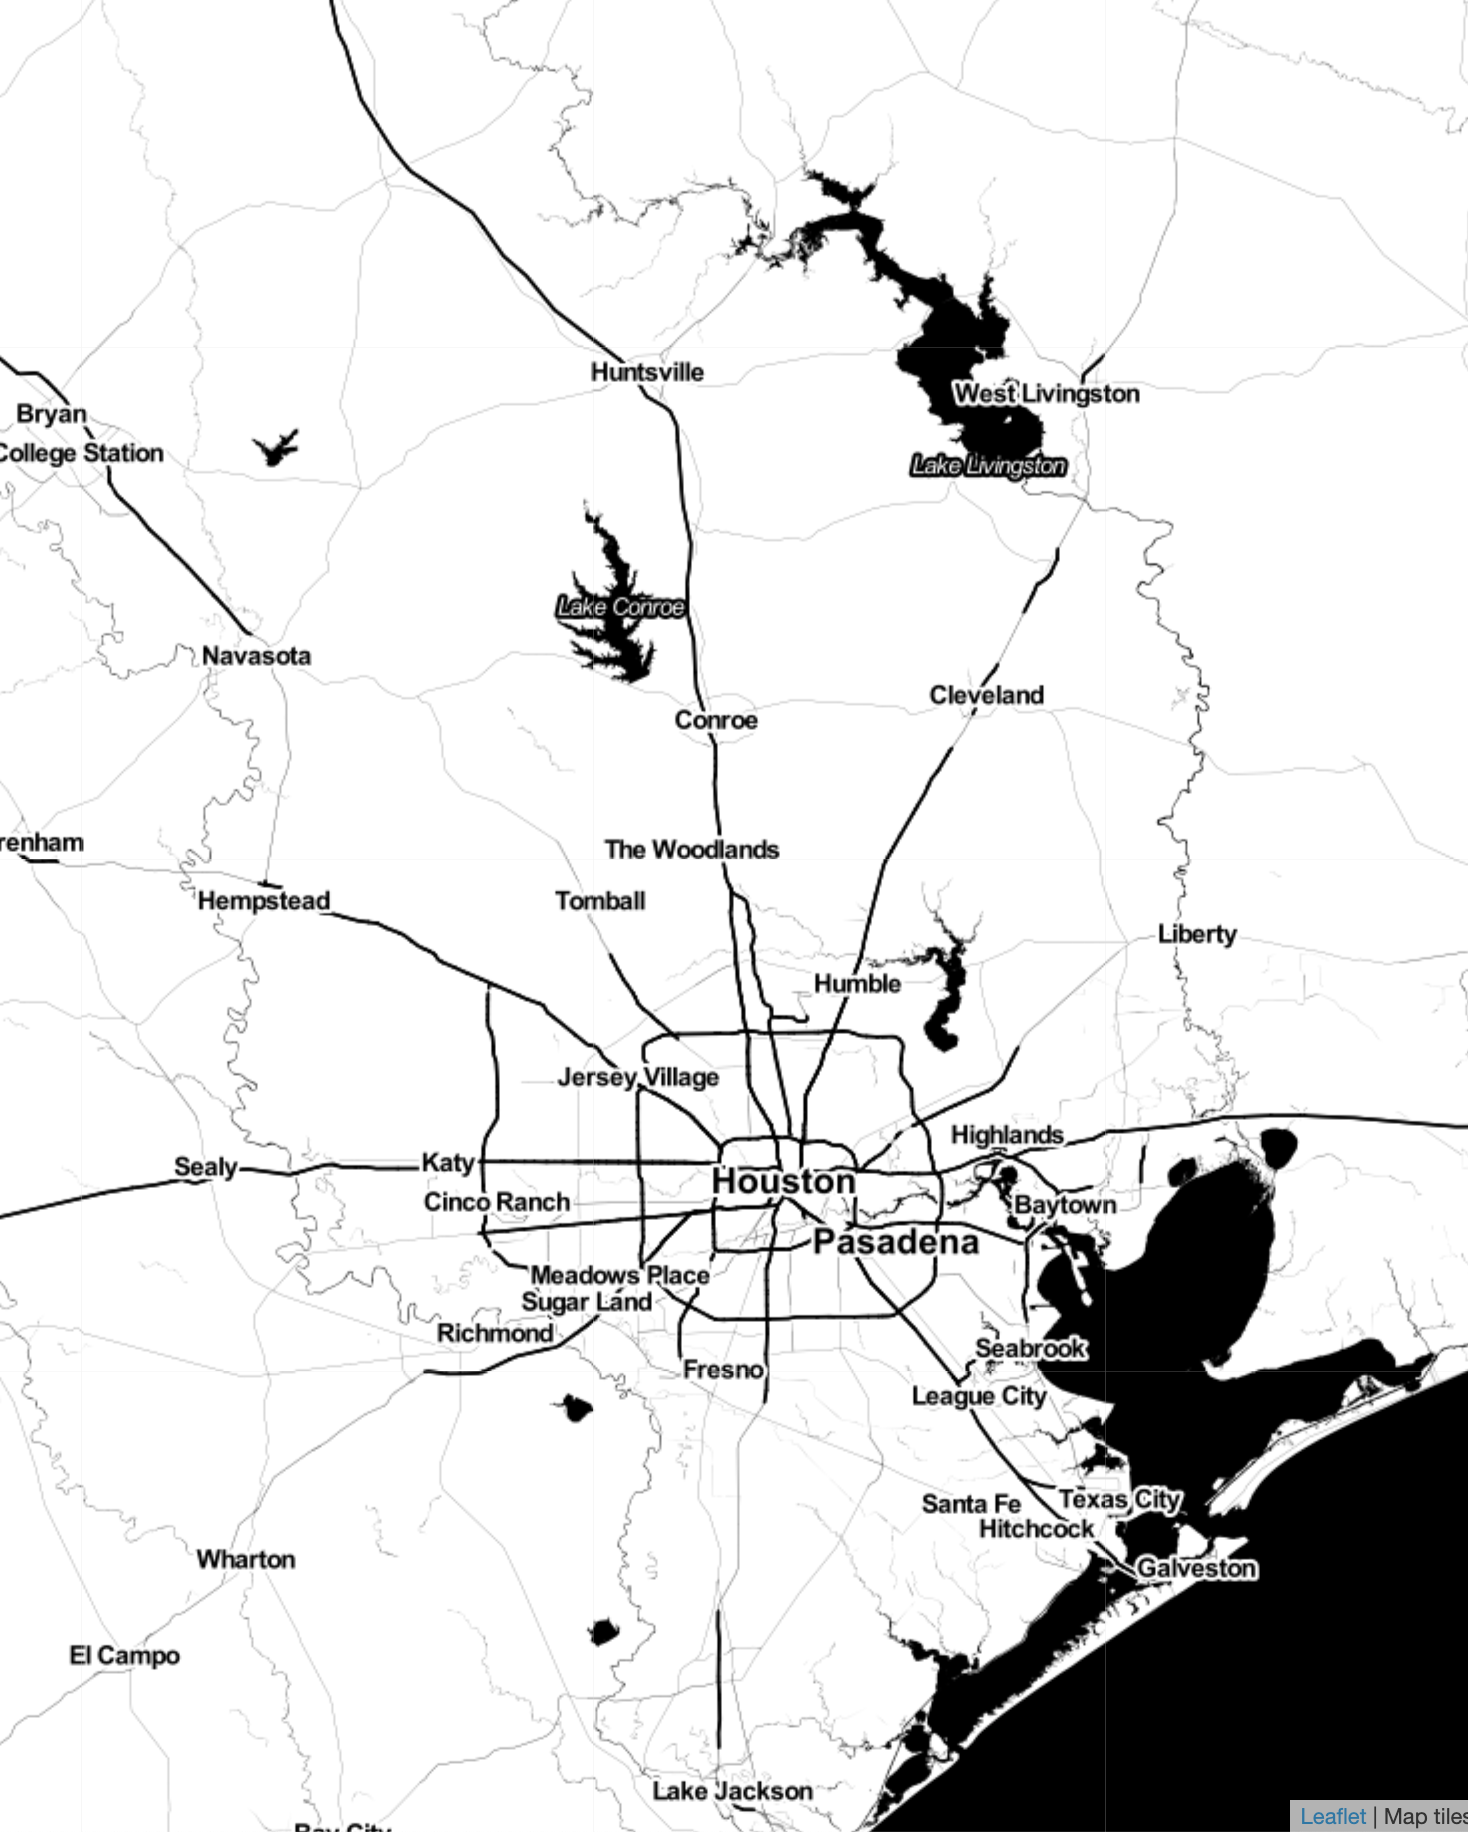 Huntsville
West Livingston
Bryan
College Station
Lake Livingston
Lake Conroe
Navasota
Cleveland
Conroe
renham
The Woodlands
Hempstead
Tomball
Liberty
Humble
Jersey Village
Highlands
Katy
Sealy
Houston
Cinco Ranch
Baytown
Pasadena
Meadows Place
Sugar Land
Richmond
Seabrook
Fresno
League City
Texas City
Santa Fe
Hitchcock
Wharton
Galveston
El Campo
Lake Jackson
Bay City
Leaflet | Map tiles